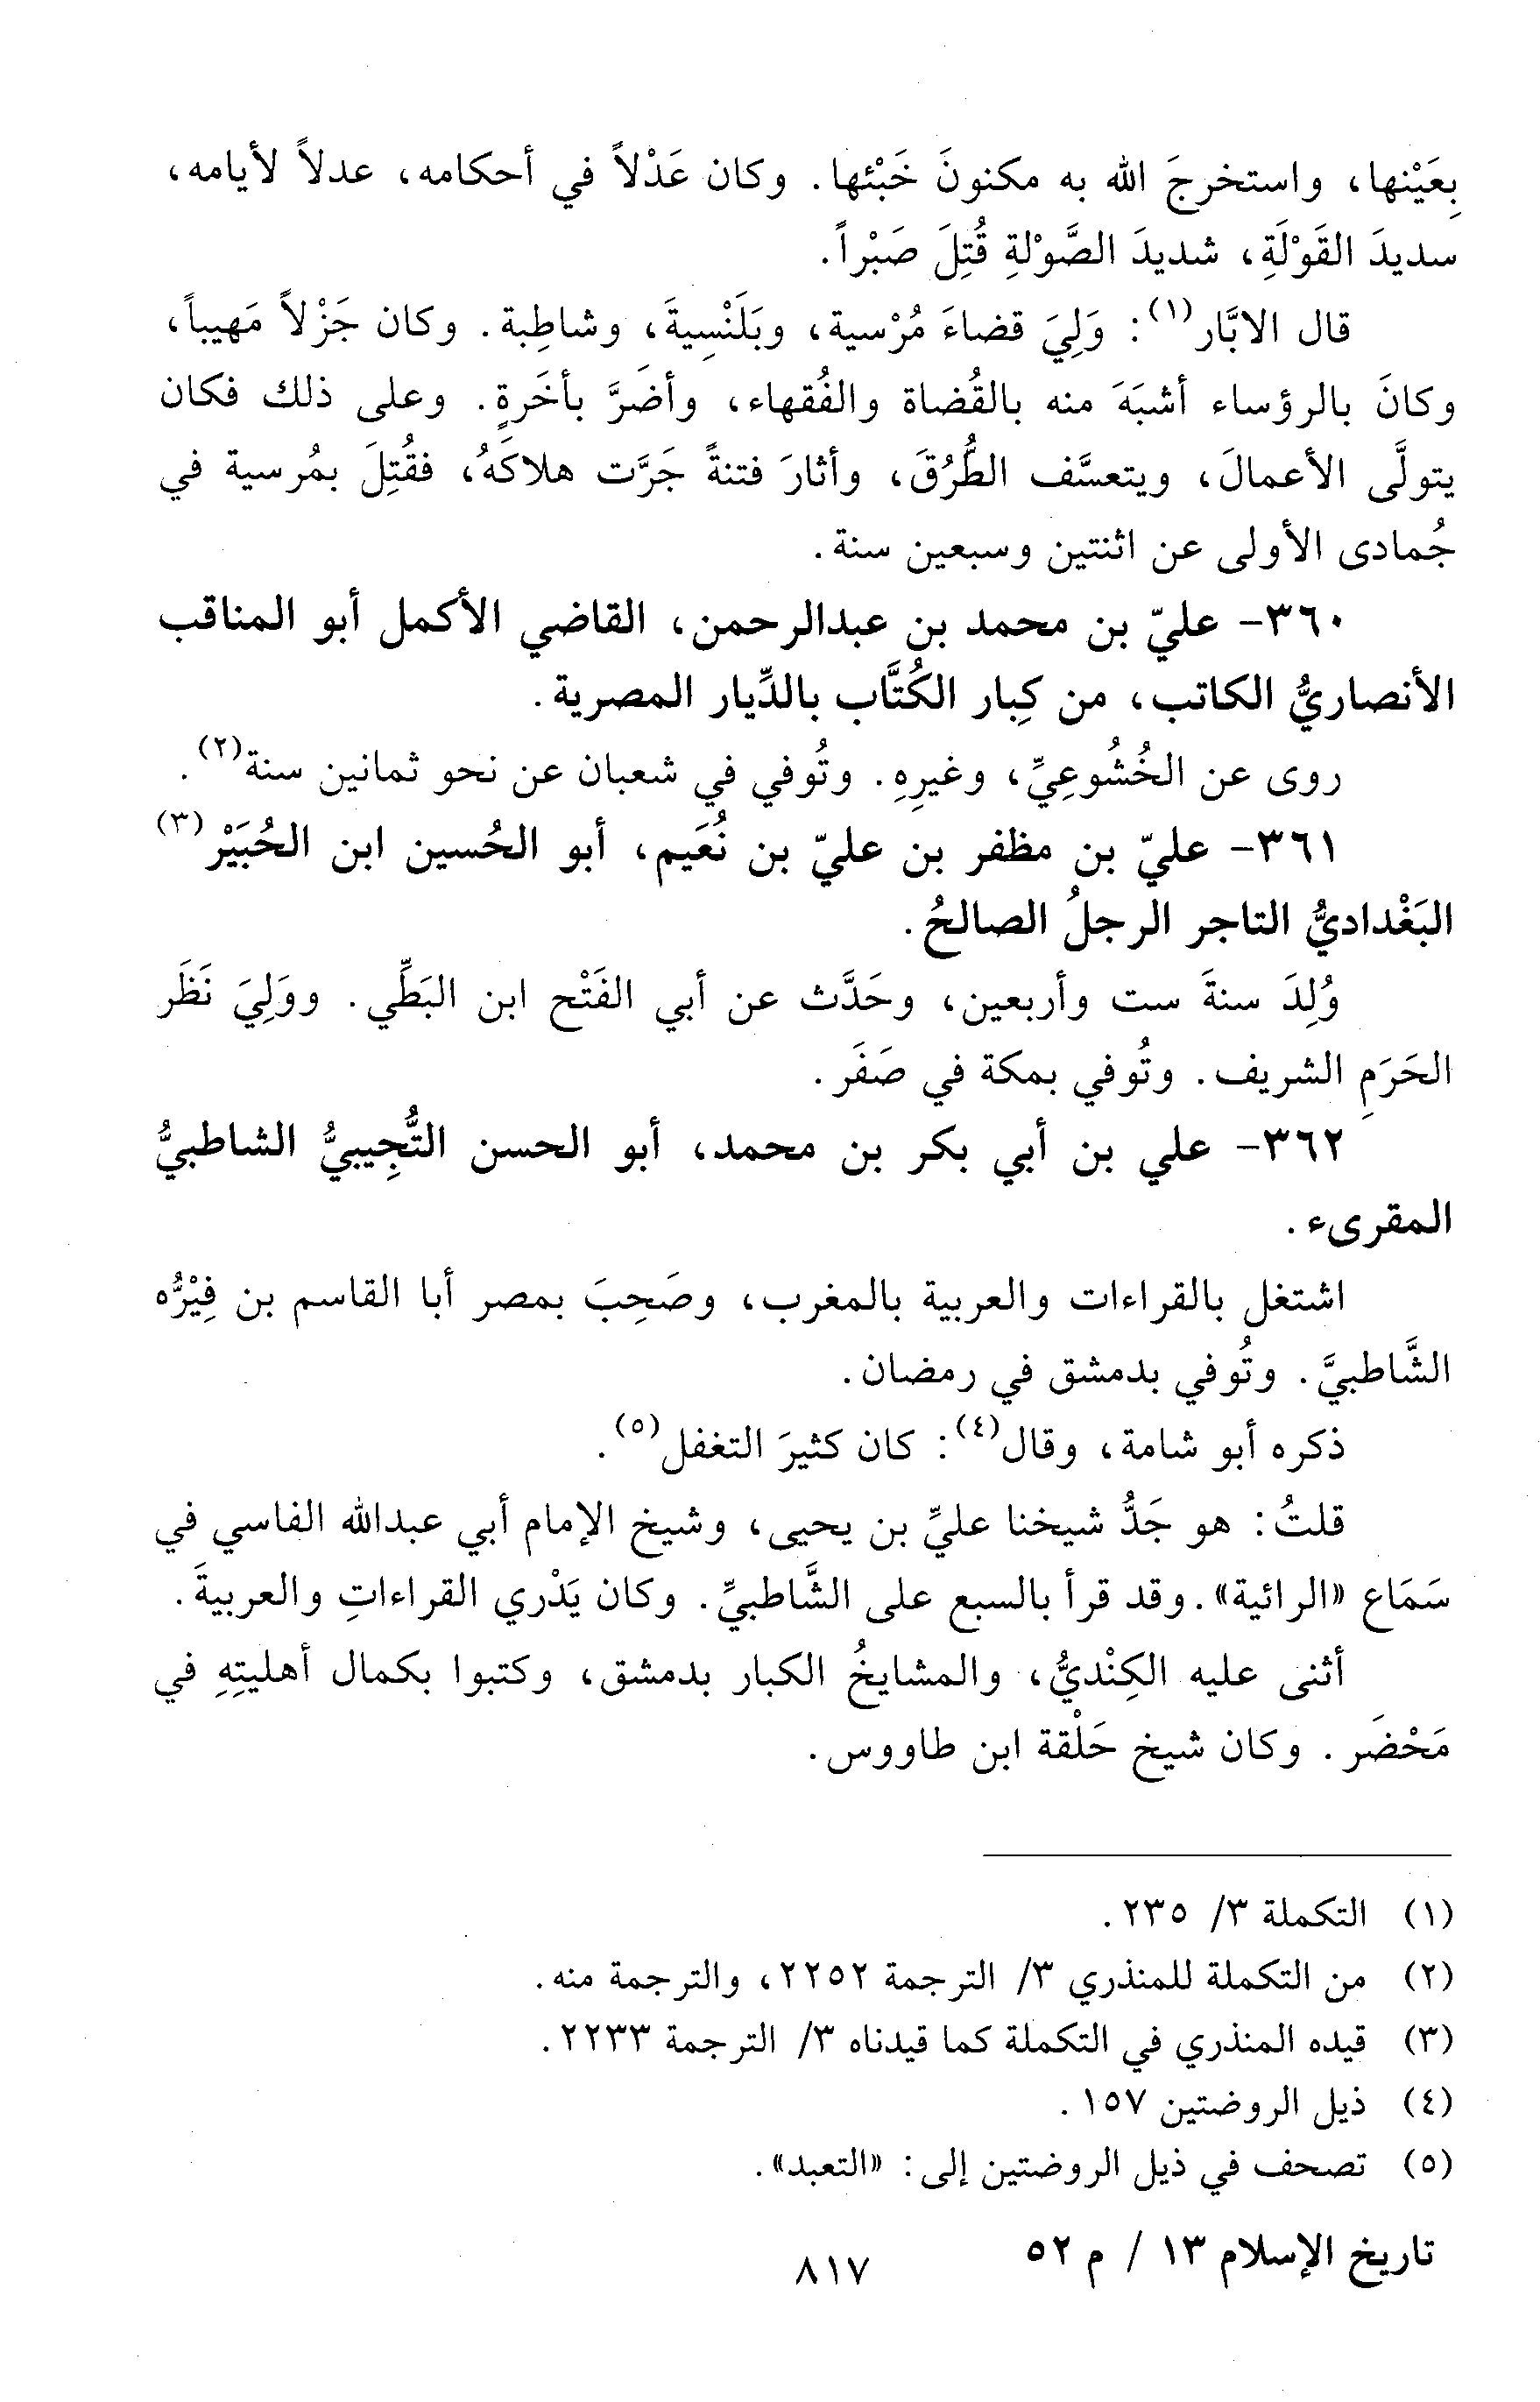 بِعَيْنها، واستخرجَ الله به مكنونَ خَبْئها. وكان عَدْلاً في أحكامه، عدلاً لأيامه،
سديدَ القَوْلَةِ، شديدَ الصَّوْلةِ قُتِلَ صَبْراً.
قال الابَّار(١): وَلِيَ قضاءَ مُرْسية، وبَلَنْسِيةَ، وشاطِبة. وكان جَزْلاً مَهيباً،
وكانَ بالرؤساء أشبَهَ منه بالقُضاة والفُقهاء، وأضَرَّ بأخَرةٍ. وعلى ذلك فكان
يتولَّى الأعمالَ، ويتعسَّف الطُّرُقَ، وأثارَ فتنةً جَرَّت هلاكَهُ، فقُتِلَ بمُرسية في
جُمادى الأولى عن اثنتين وسبعين سنة.
٣٦٠- عليّ بن محمد بن عبدالرحمن، القاضي الأكمل أبو المناقب
الأنصاريُّ الكاتب، من كِبار الكُتَّاب بالدِّيار المصرية.
روى عن الخُشُوعِيِّ، وغيرِهِ. وتُوفي في شعبان عن نحو ثمانين سنة(٢).
٣٦١- عليّ بن مظفر بن عليّ بن نُعَيم، أبو الحُسين ابن الحُبَيْر(٣)
البَغْداديُّ التاجر الرجلُ الصالحُ.
وُلِدَ سنةَ ست وأربعين، وحَدَّث عن أبي الفَتْح ابن البَطِّي. ووَلِيَ نَظَر
الحَرَمِ الشريف. وتُوفي بمكة في صَفَر.
٣٦٢- علي بن أبي بكر بن محمد، أبو الحسن التُّجِيبيُّ الشاطبيُّ
المقرىء.
اشتغل بالقراءات والعربية بالمغرب، وصَحِبَ بمصر أبا القاسم بن فِيْرُّه
الشَّاطبيَّ. وتُوفي بدمشق في رمضان.
ذكره أبو شامة، وقال(٤): كان كثيرَ التغفل(٥).
قلتُ: هو جَدُّ شيخنا عليِّ بن يحيى، وشيخ الإمام أبي عبدالله الفاسي في
سَمَاع «الرائية». وقد قرأ بالسبع على الشَّاطبيِّ. وكان يَدْري القراءاتِ والعربيةَ.
أثنى عليه الكِنْديُّ، والمشايخُ الكبار بدمشق، وكتبوا بكمال أهليتِهِ في
مَحْضَر. وكان شيخ حَلْقة ابن طاووس.
(١) التكملة ٣/ ٢٣٥.
(٢) من التكملة للمنذري ٣/ الترجمة ٢٢٥٢، والترجمة منه.
(٣) قيده المنذري في التكملة كما قيدناه ٣/ الترجمة ٢٢٣٣.
(٤) ذيل الروضتين ١٥٧.
(٥) تصحف في ذيل الروضتين إلى: «التعبد».
تاريخ الإسلام ١٣ / م ٥٢
٨١٧